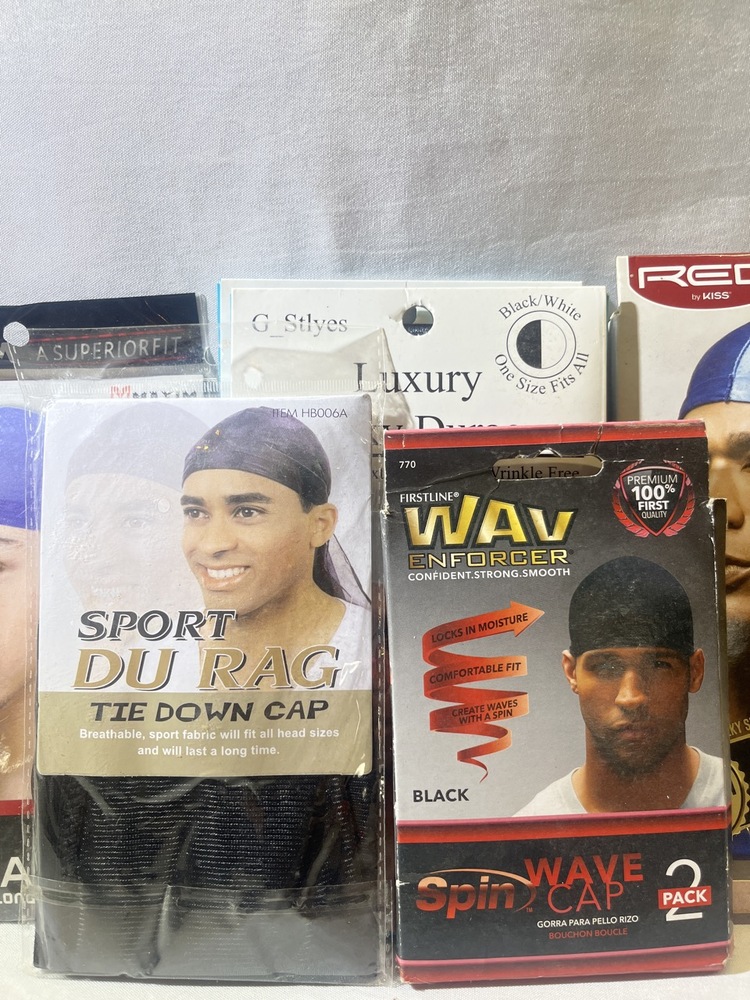 A SUPERIOR FIT
ITEM HB006A
SPORT
DU RAG
TIE DOWN CAP
Breathable, sport fabric will fit all head sizes
and will last a long time.
G_Stlyes
Luxury
Black/White
One Size Fits All
Wrinkle Free
770
FIRSTLINE®
WAV
ENFORCER
CONFIDENT.STRONG.SMOOTH
PREMIUM
100%
FIRST
QUALITY
LOCKS IN MOISTURE
COMFORTABLE FIT
CREATE WAVES
WITH A SPIN
BLACK
Spin™ WAVE
CAP
2
PACK
GORRA PARA PELLO RIZO
BOUCHON BOUCLE
RED
by KISS®